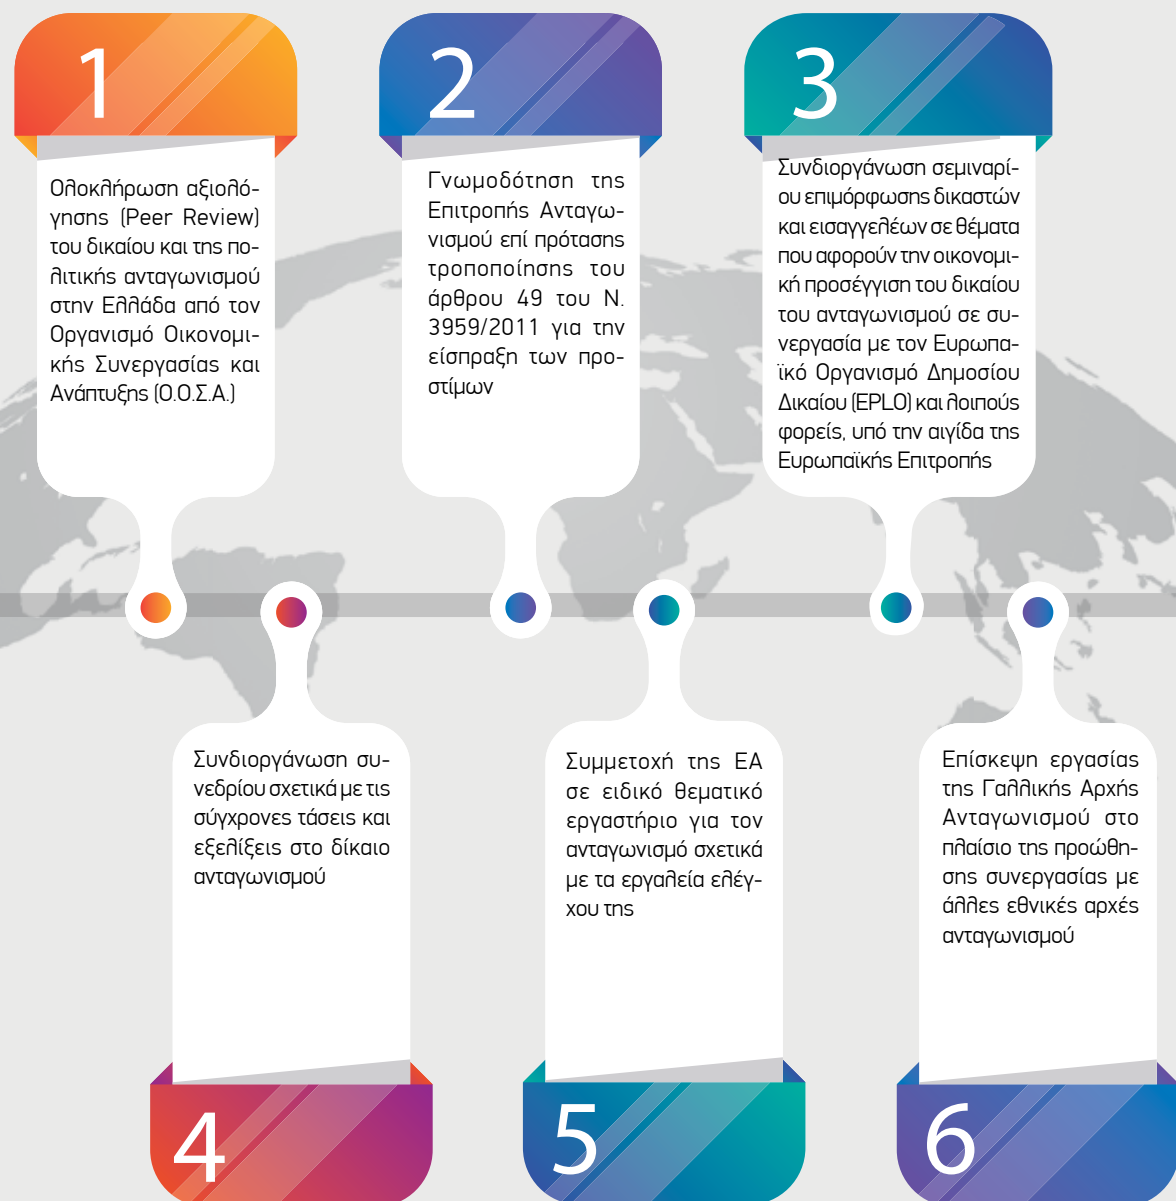 1
Ολοκλήρωση αξιολό-
γησης (Peer Review)
του δικαίου και της πο-
λιτικής ανταγωνισμού
στην Ελλάδα από τον
Οργανισμό Οικονομι-
κής Συνεργασίας και
Ανάπτυξης (Ο.Ο.Σ.Α.)
2
Γνωμοδότηση της
Επιτροπής Ανταγω-
νισμού επί πρότασης
τροποποίησης του
άρθρου 49 του Ν.
3959/2011 για την
είσπραξη των προ-
στίμων
3
Συνδιοργάνωση σεμιναρί-
ου επιμόρφωσης δικαστών
και εισαγγελέων σε θέματα
που αφορούν την οικονομι-
κή προσέγγιση του δικαίου
του ανταγωνισμού σε συ-
νεργασία με τον Ευρωπα-
ϊκό Οργανισμό Δημοσίου
Δικαίου (EPLO) και λοιπούς
φορείς, υπό την αιγίδα της
Ευρωπαϊκής Επιτροπής
Συνδιοργάνωση συ-
νεδρίου σχετικά με τις
σύγχρονες τάσεις και
εξελίξεις στο δίκαιο
ανταγωνισμού
4
Συμμετοχή της ΕΑ
σε ειδικό θεματικό
εργαστήριο για τον
ανταγωνισμό σχετικά
με τα εργαλεία ελέγ-
χου της
5
Επίσκεψη εργασίας
της Γαλλικής Αρχής
Ανταγωνισμού στο
πλαίσιο της προώθη-
σης συνεργασίας με
άλλες εθνικές αρχές
ανταγωνισμού
6